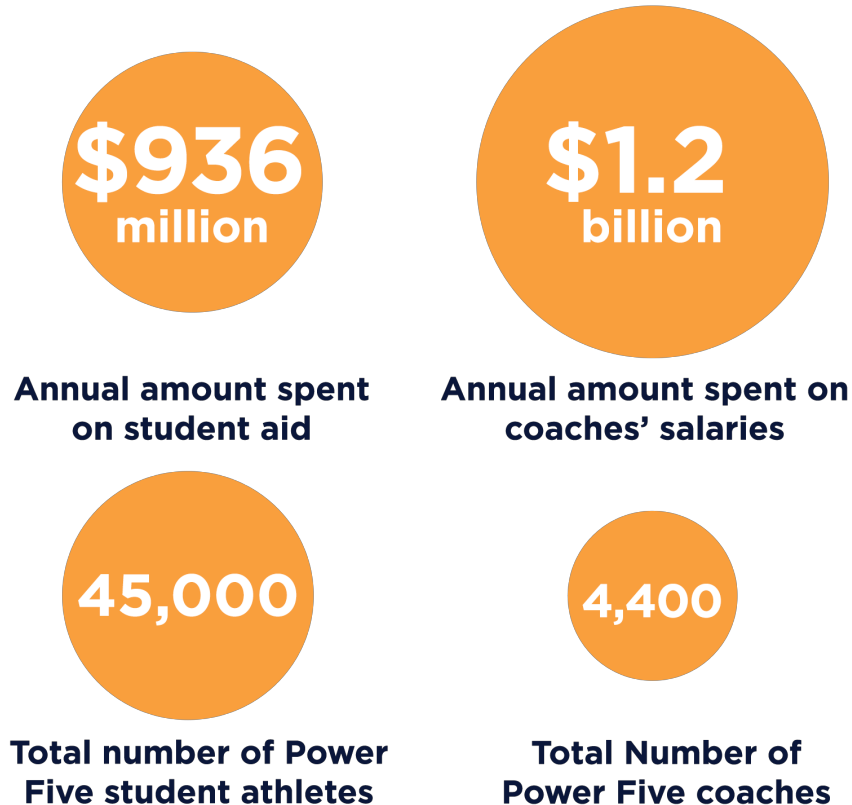 $936
million
Annual amount spent
on student aid
$1.2
billion
Annual amount spent on
coaches’ salaries
45,000
Total number of Power
Five student athletes
4,400
Total Number of
Power Five coaches